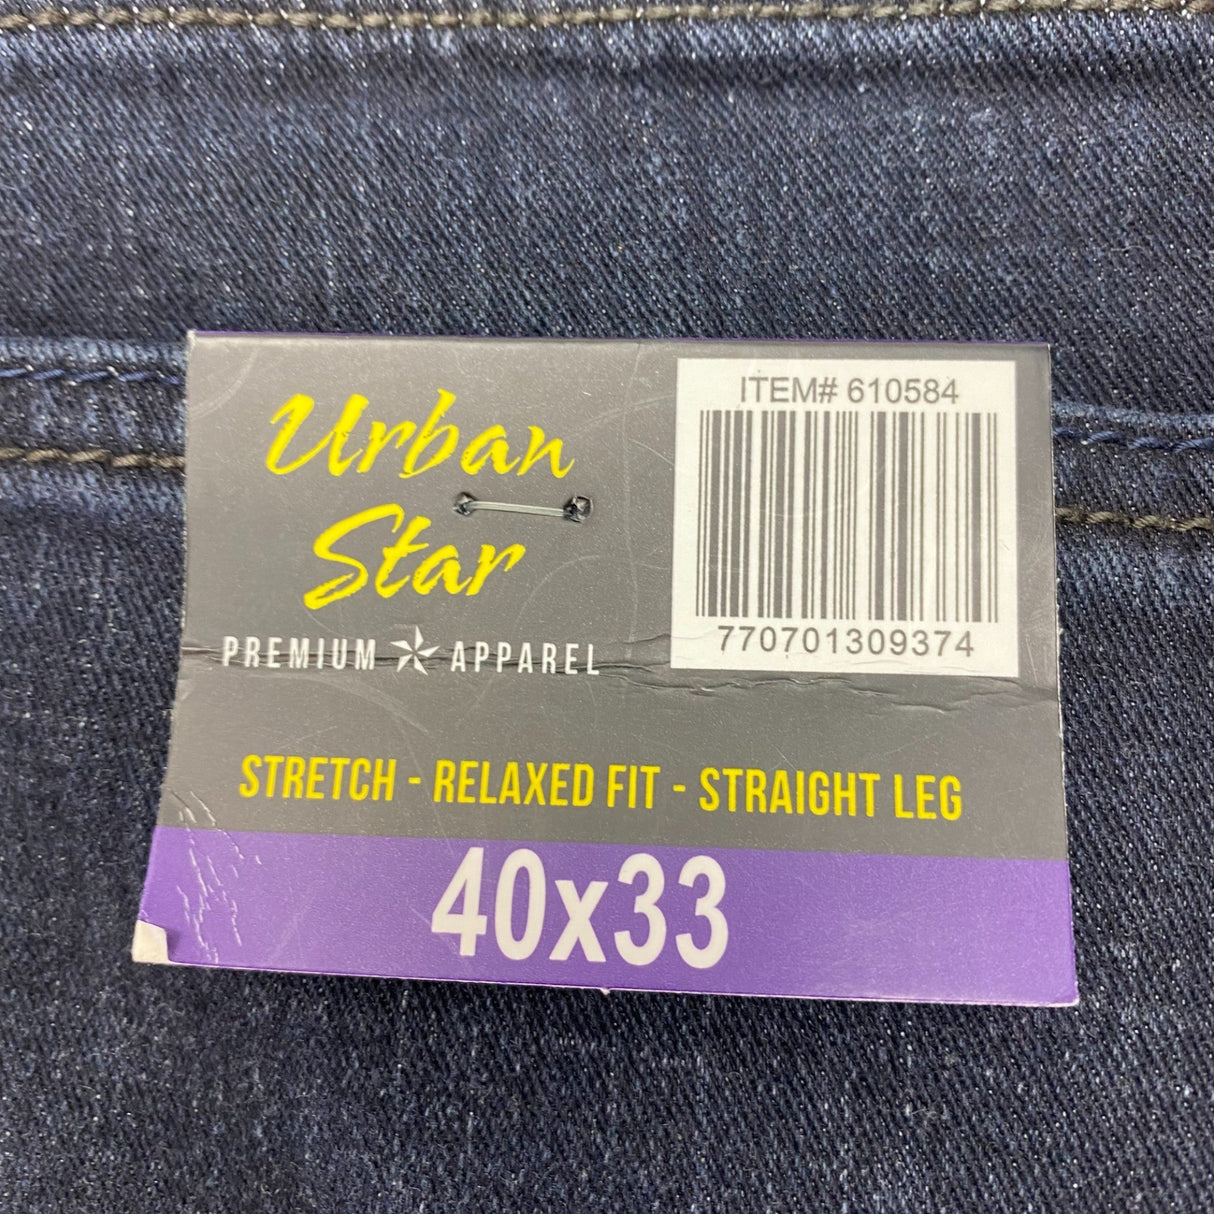 Urban
Star
PREMIUM APPAREL
ITEM# 610584
770701309374
STRETCH - RELAXED FIT - STRAIGHT LEG
40x33